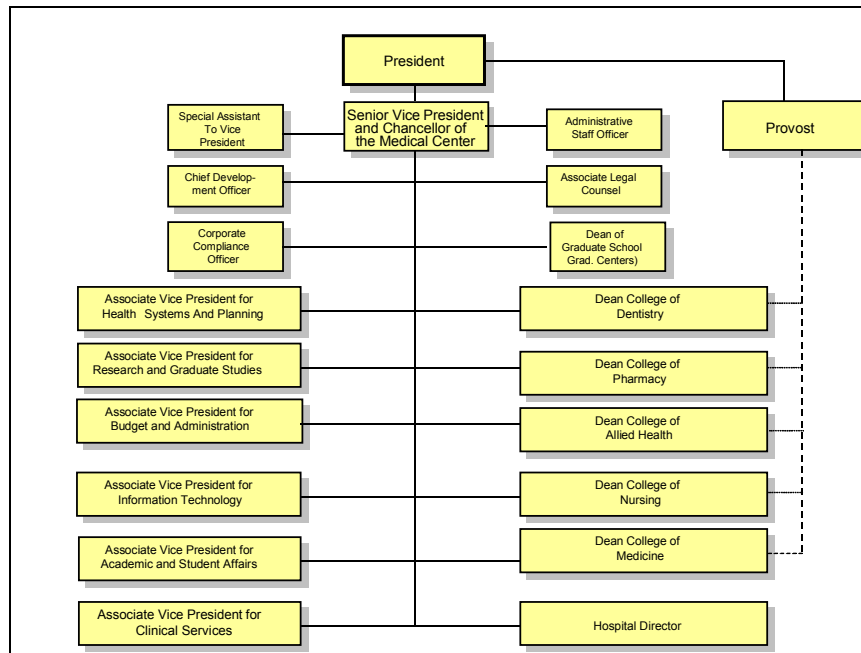 President
Special Assistant
To Vice
President
Senior Vice President
and Chancellor of
the Medical Center
Administrative
Staff Officer
Provost
Chief Develop-
ment Officer
Associate Legal
Counsel
Corporate
Compliance
Officer
Dean of
Graduate School
Grad. Centers)
Associate Vice President for
Health Systems And Planning
Dean College of
Dentistry
Associate Vice President for
Research and Graduate Studies
Dean College of
Pharmacy
Associate Vice President for
Budget and Administration
Dean College of
Allied Health
Associate Vice President for
Information Technology
Dean College of
Nursing
Associate Vice President for
Academic and Student Affairs
Dean College of
Medicine
Associate Vice President for
Clinical Services
Hospital Director